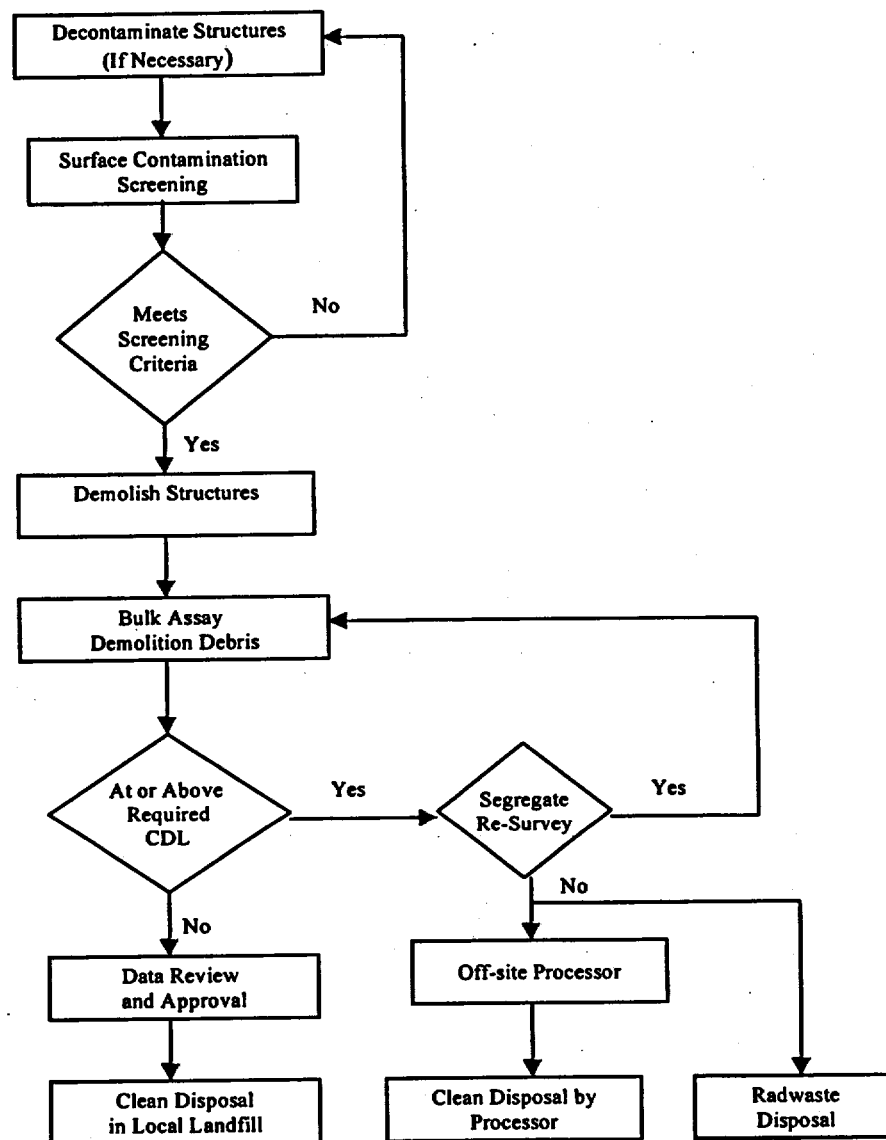 Decontaminate Structures
(If Necessary)
Surface Contamination
Screening
Meets
Screening
Criteria
No
Yes
Demolish Structures
Bulk Assay
Demolition Debris
At or Above
Required
CDL
Yes
Segregate
Re-Survey
Yes
No
No
Data Review
and Approval
Off-site Processor
Clean Disposal
in Local Landfill
Clean Disposal by
Processor
Radwaste
Disposal